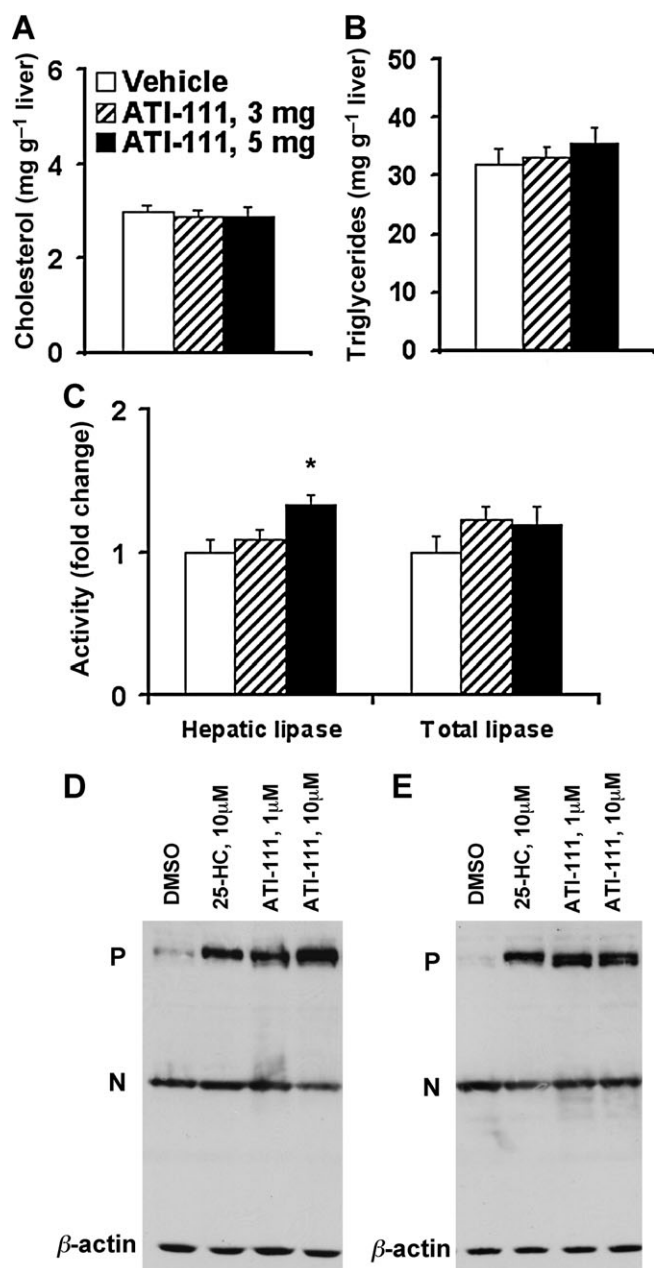 A
Cholesterol (mg g⁻¹ liver)
6
4
2
0
Vehicle
ATI-111, 3 mg
ATI-111, 5 mg
B
Triglycerides (mg g⁻¹ liver)
50
40
30
20
10
0
C
Activity (fold change)
2
1
0
*
Hepatic lipase
Total lipase
D
DMSO
25-HC, 10μM
ATI-111, 1μM
ATI-111, 10μM
P
N
β-actin
E
DMSO
25-HC, 10μM
ATI-111, 1μM
ATI-111, 10μM
P
N
β-actin